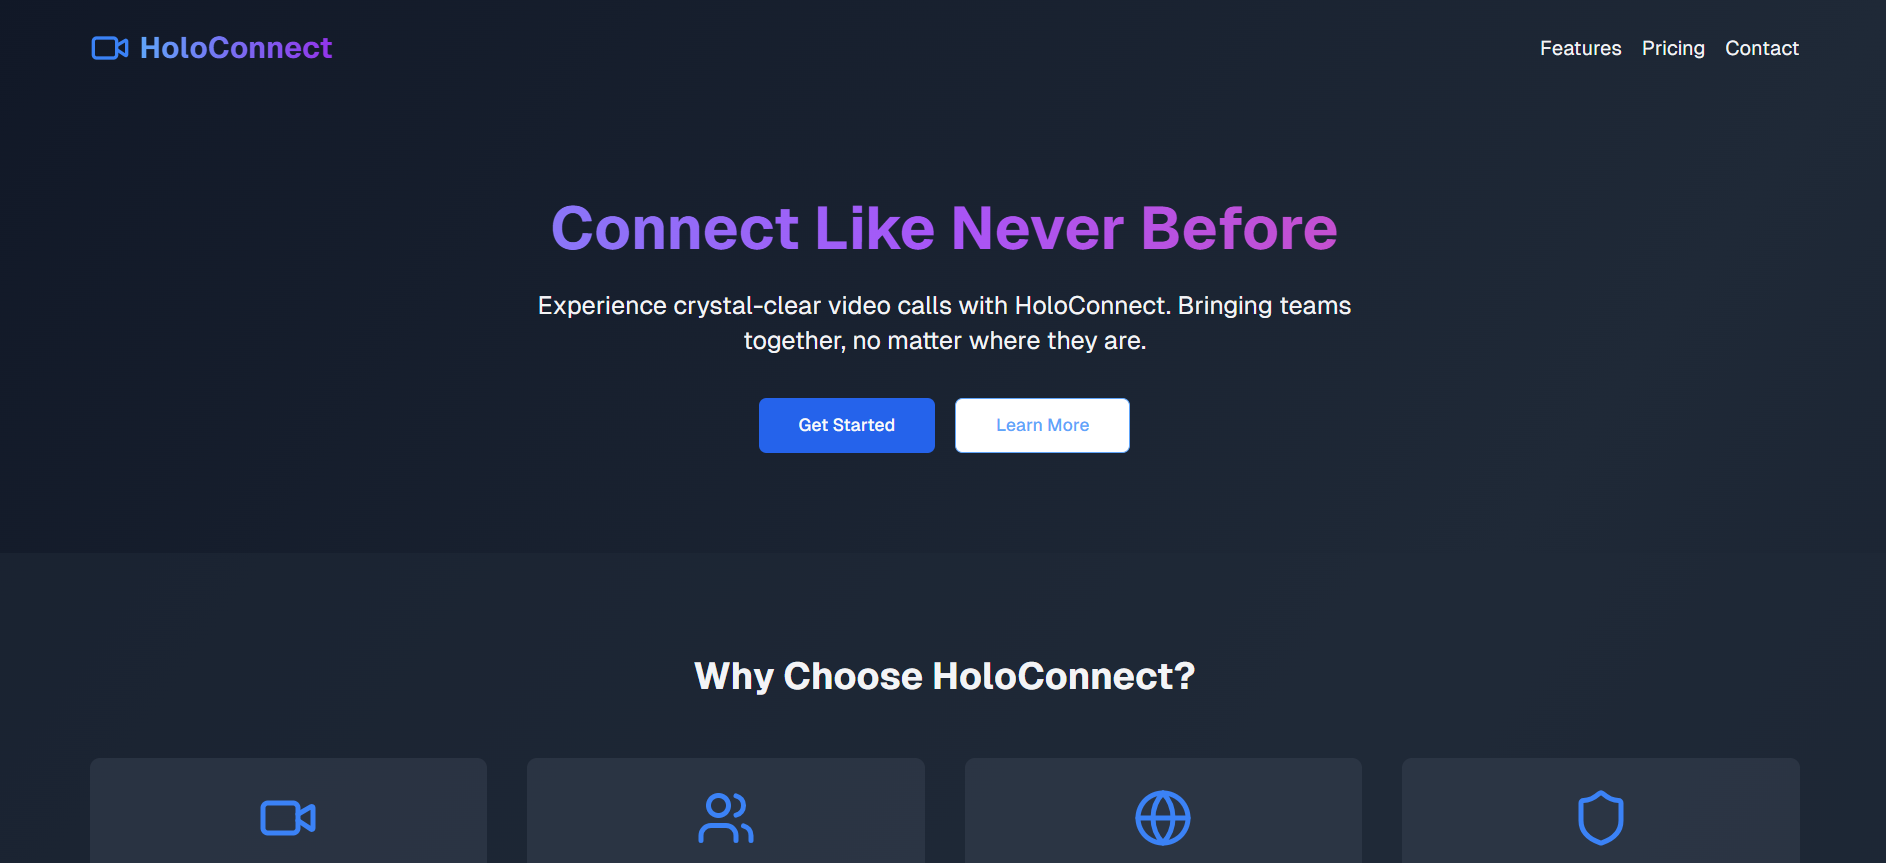 HoloConnect
Features Pricing Contact
Connect Like Never Before
Experience crystal-clear video calls with HoloConnect. Bringing teams
together, no matter where they are.
Get Started
Learn More
Why Choose HoloConnect?